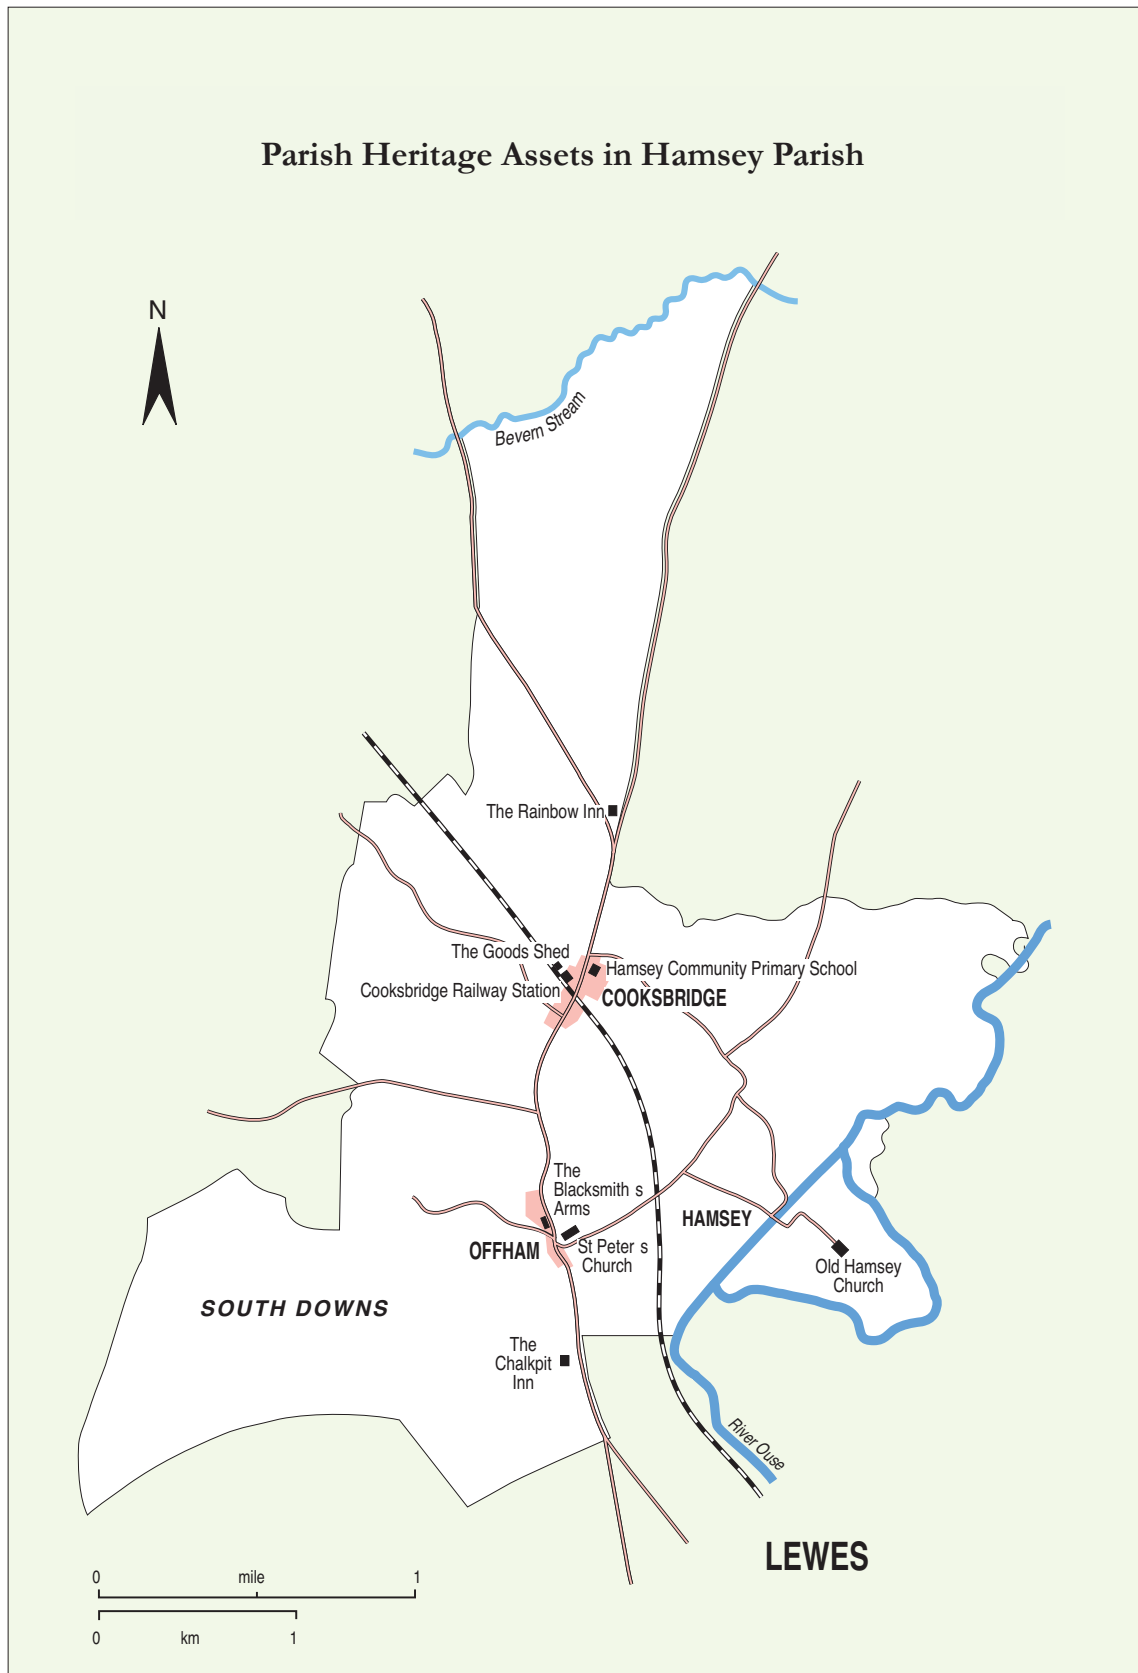 Parish Heritage Assets in Hamsey Parish
N
Bevern Stream
The Rainbow Inn
The Goods Shed
Hamsey Community Primary School
Cooksbridge Railway Station
COOKSBRIDGE
The
Blacksmith s
Arms
HAMSEY
OFFHAM
St Peter s
Church
Old Hamsey
Church
SOUTH DOWNS
The
Chalkpit
Inn
River Ouse
LEWES
0 mile 1
0 km 1